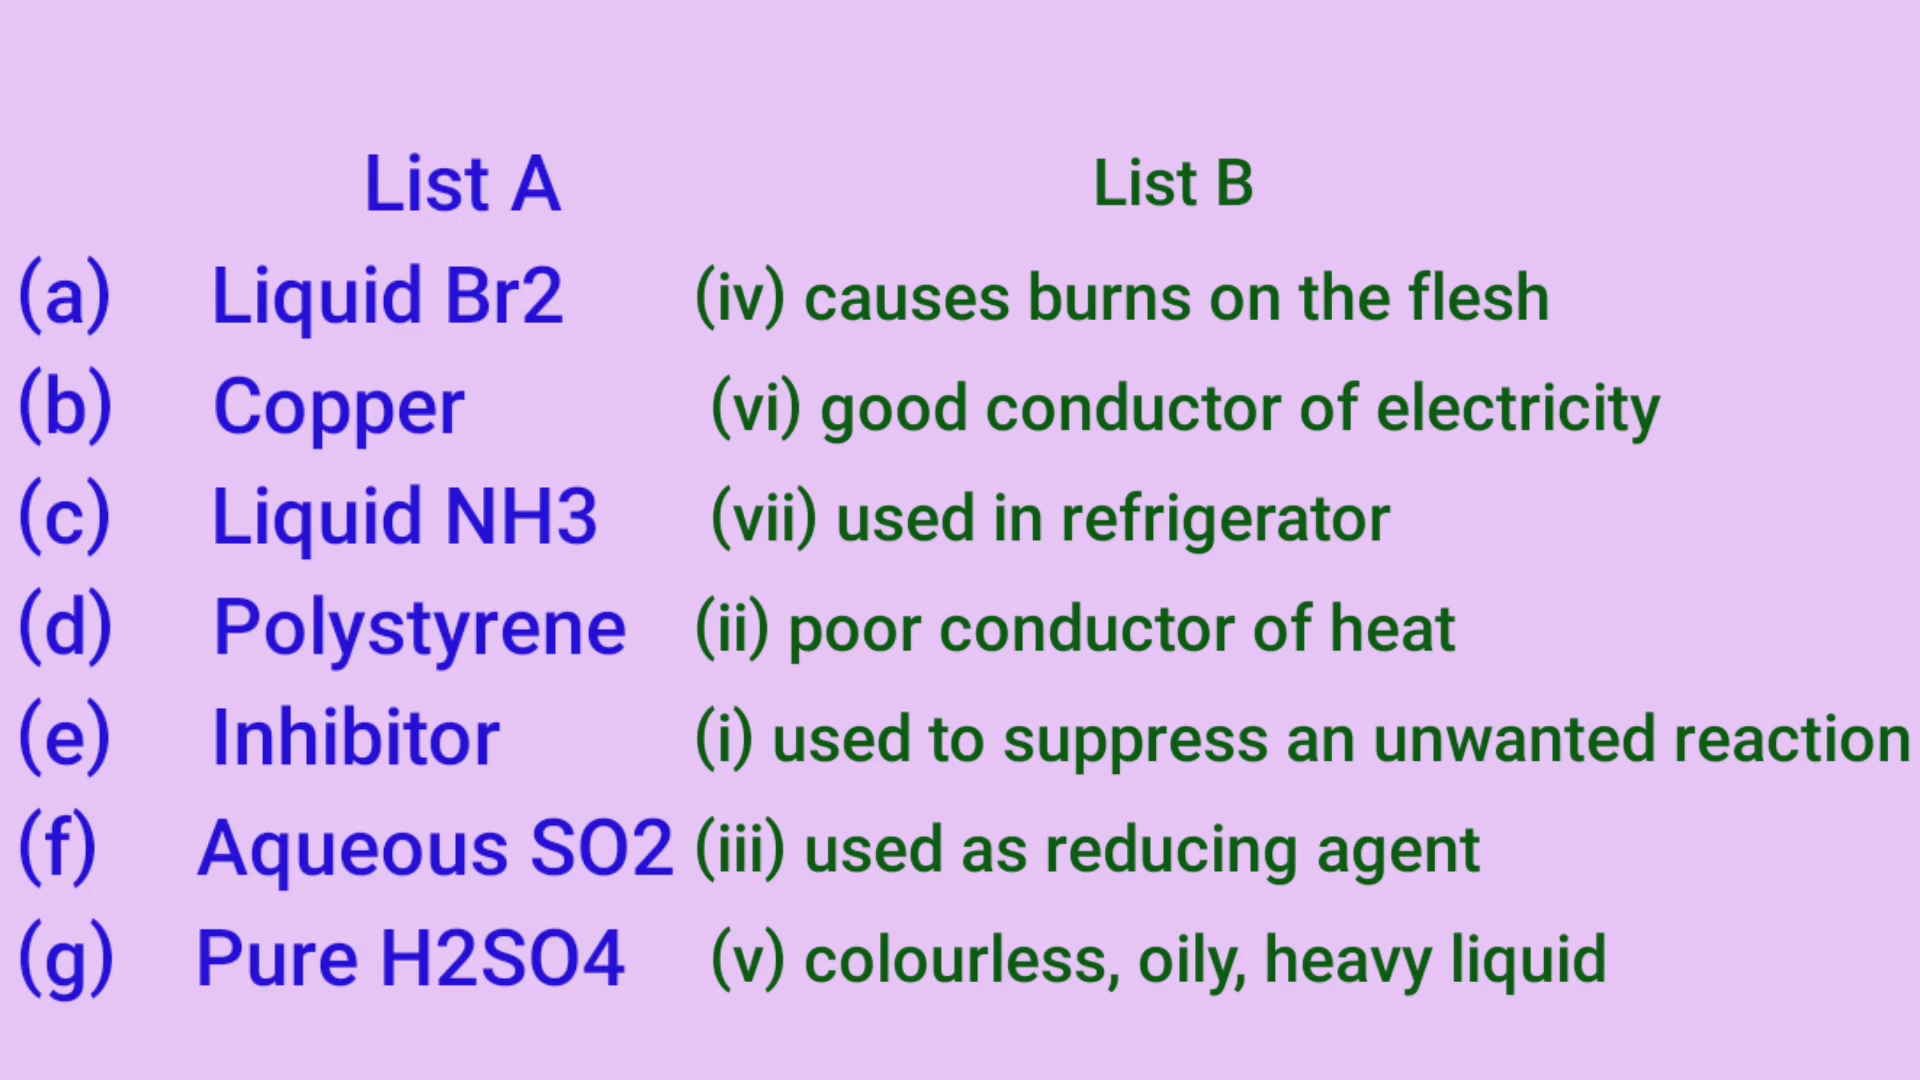 List A List B
(a) Liquid Br2 (iv) causes burns on the flesh
(b) Copper (vi) good conductor of electricity
(c) Liquid NH3 (vii) used in refrigerator
(d) Polystyrene (ii) poor conductor of heat
(e) Inhibitor (i) used to suppress an unwanted reaction
(f) Aqueous SO2 (iii) used as reducing agent
(g) Pure H2SO4 (v) colourless, oily, heavy liquid